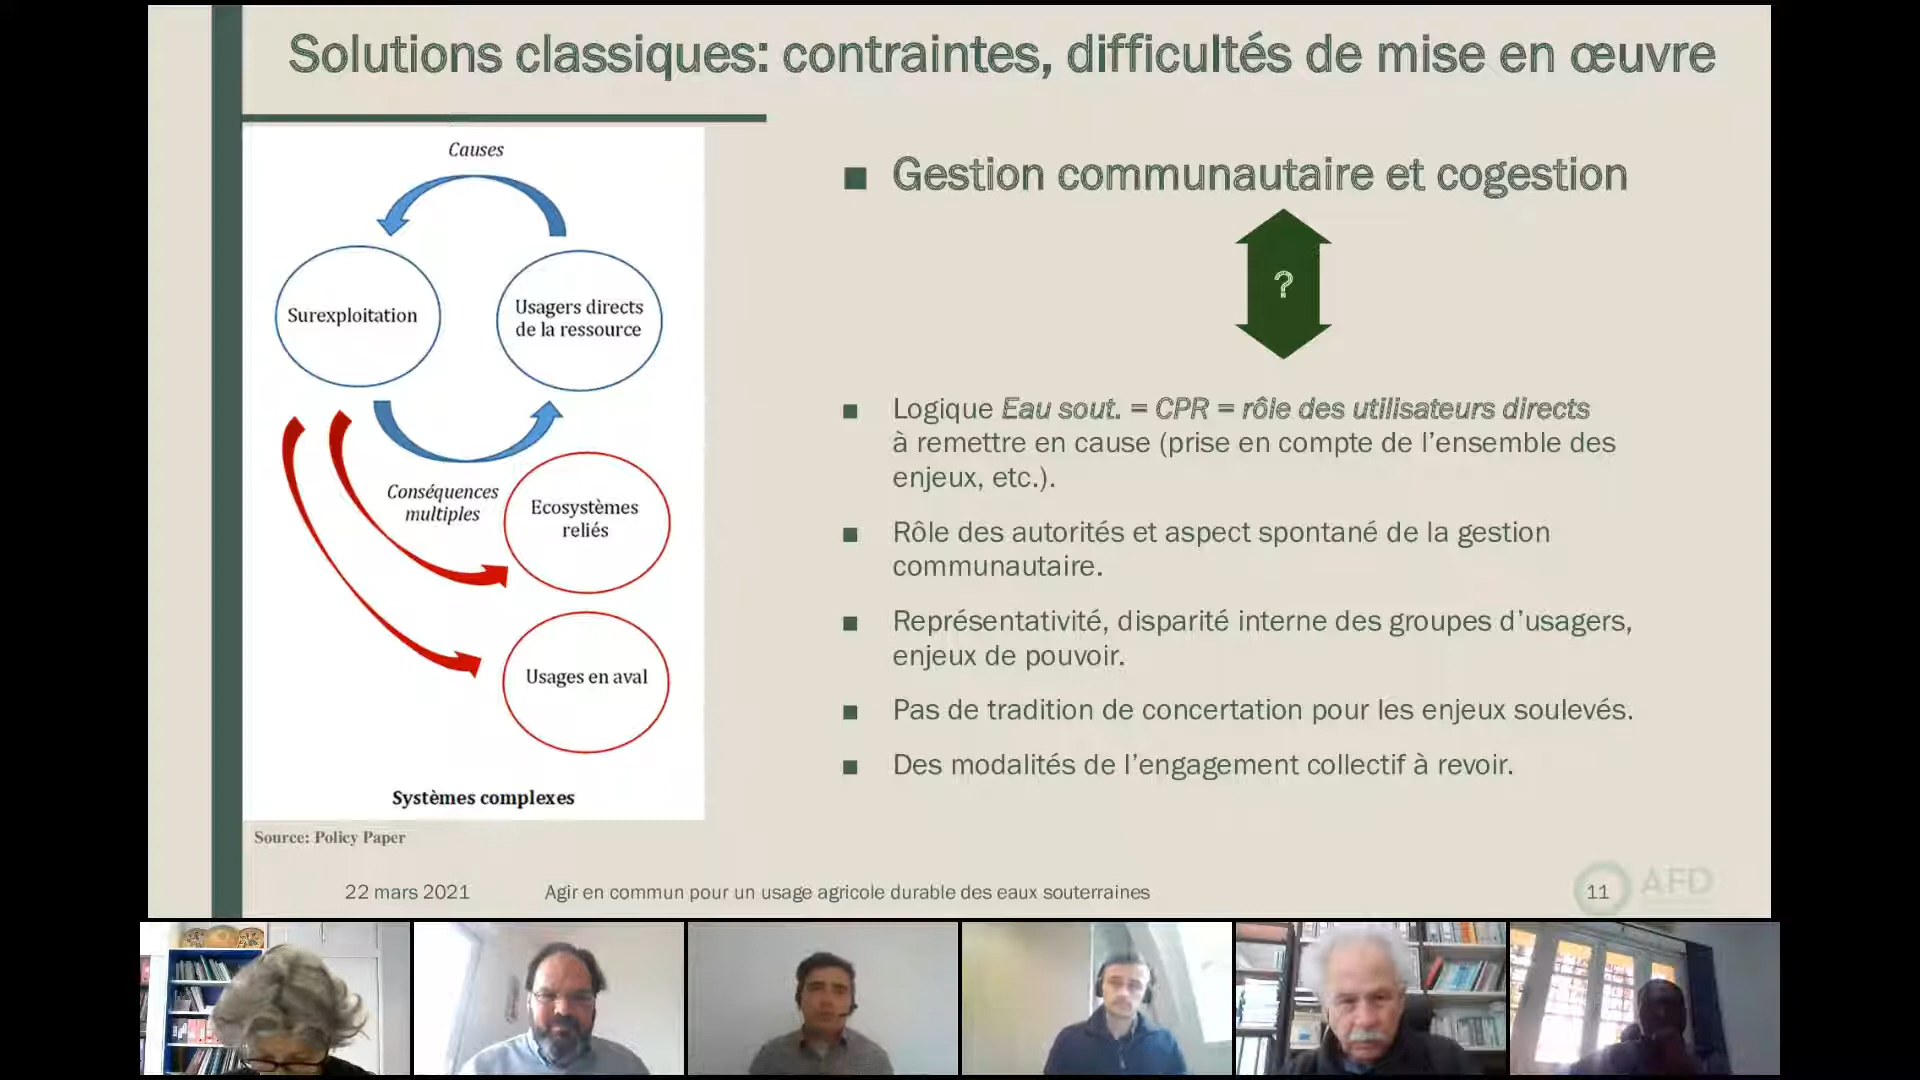 Solutions classiques: contraintes, difficultés de mise en œuvre
Causes
Surexploitation
Usagers directs
de la ressource
Conséquences
multiples
Ecosystèmes
reliés
Usages en aval
Systèmes complexes
Source: Policy Paper
■ Gestion communautaire et cogestion
?
■ Logique Eau sout. = CPR = rôle des utilisateurs directs
à remettre en cause (prise en compte de l’ensemble des
enjeux, etc.).
■ Rôle des autorités et aspect spontané de la gestion
communautaire.
■ Représentativité, disparité interne des groupes d’usagers,
enjeux de pouvoir.
■ Pas de tradition de concertation pour les enjeux soulevés.
■ Des modalités de l’engagement collectif à revoir.
22 mars 2021
Agir en commun pour un usage agricole durable des eaux souterraines
11
AFD